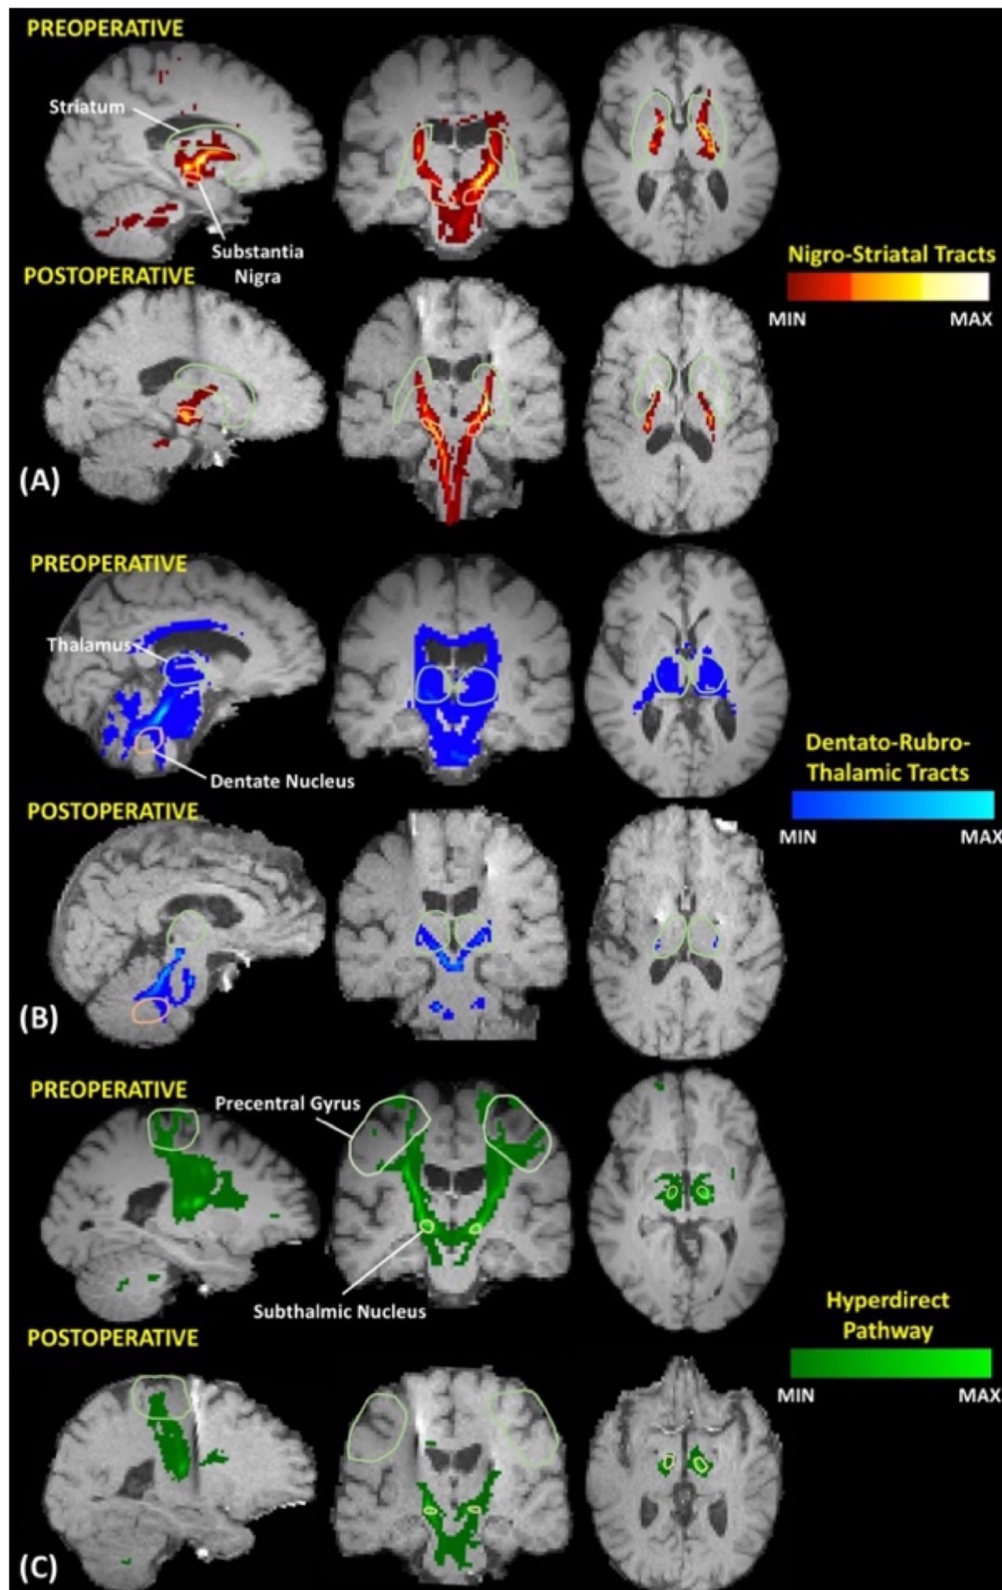 PREOPERATIVE
Striatum
Substantia
Nigra
POSTOPERATIVE
Nigro-Striatal Tracts
MIN MAX
(A)
PREOPERATIVE
Thalamus
Dentate Nucleus
Dentato-Rubro-
Thalamic Tracts
MIN MAX
POSTOPERATIVE
(B)
PREOPERATIVE
Precentral Gyrus
Subthalmic Nucleus
Hyperdirect
Pathway
MIN MAX
POSTOPERATIVE
(C)